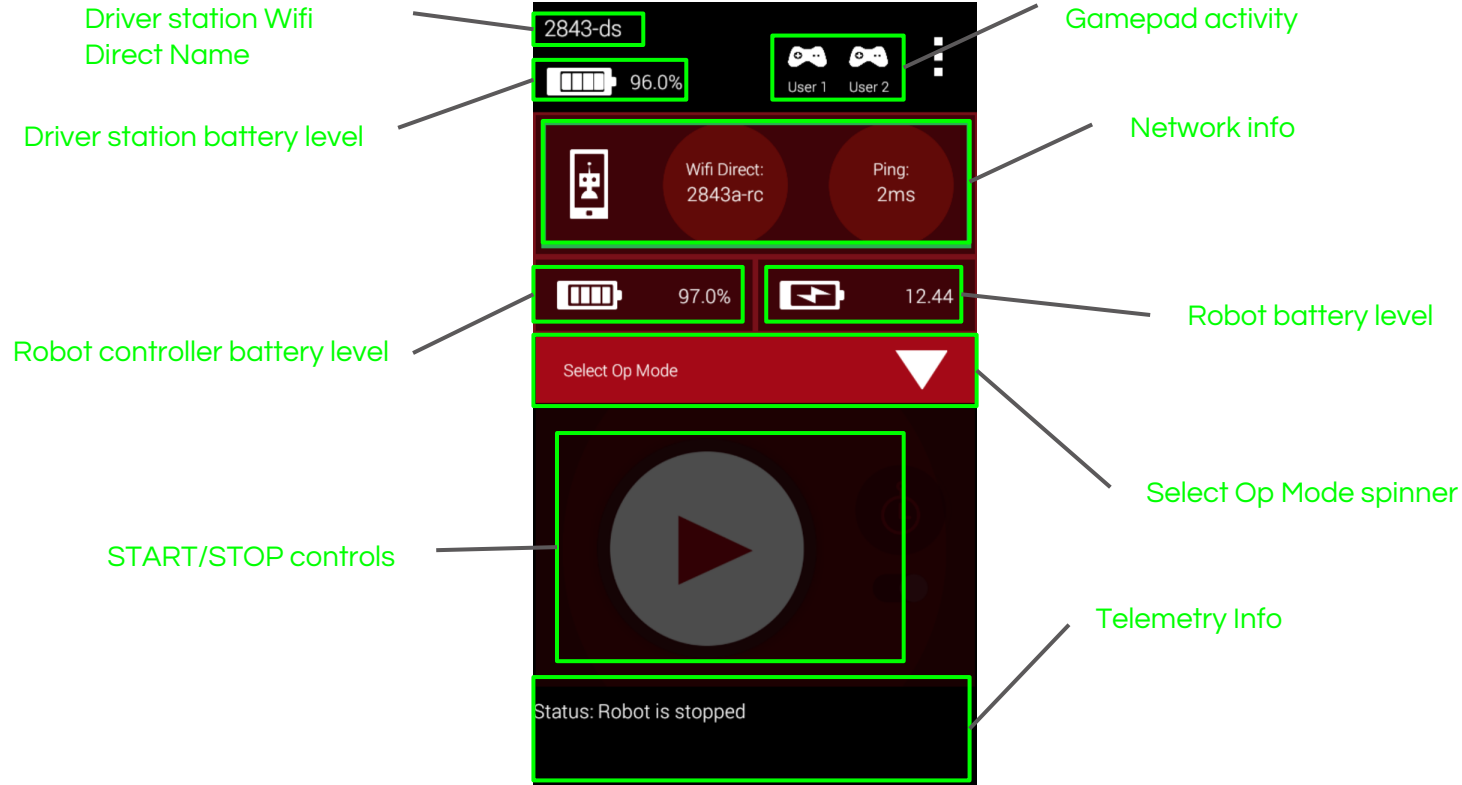 Driver station Wifi
Direct Name
2843-ds
Gamepad activity
96.0%
User 1
User 2
Driver station battery level
Network info
Wifi Direct:
2843a-rc
Ping:
2ms
97.0%
12.44
Robot battery level
Robot controller battery level
Select Op Mode
Select Op Mode spinner
START/STOP controls
Telemetry Info
Status: Robot is stopped